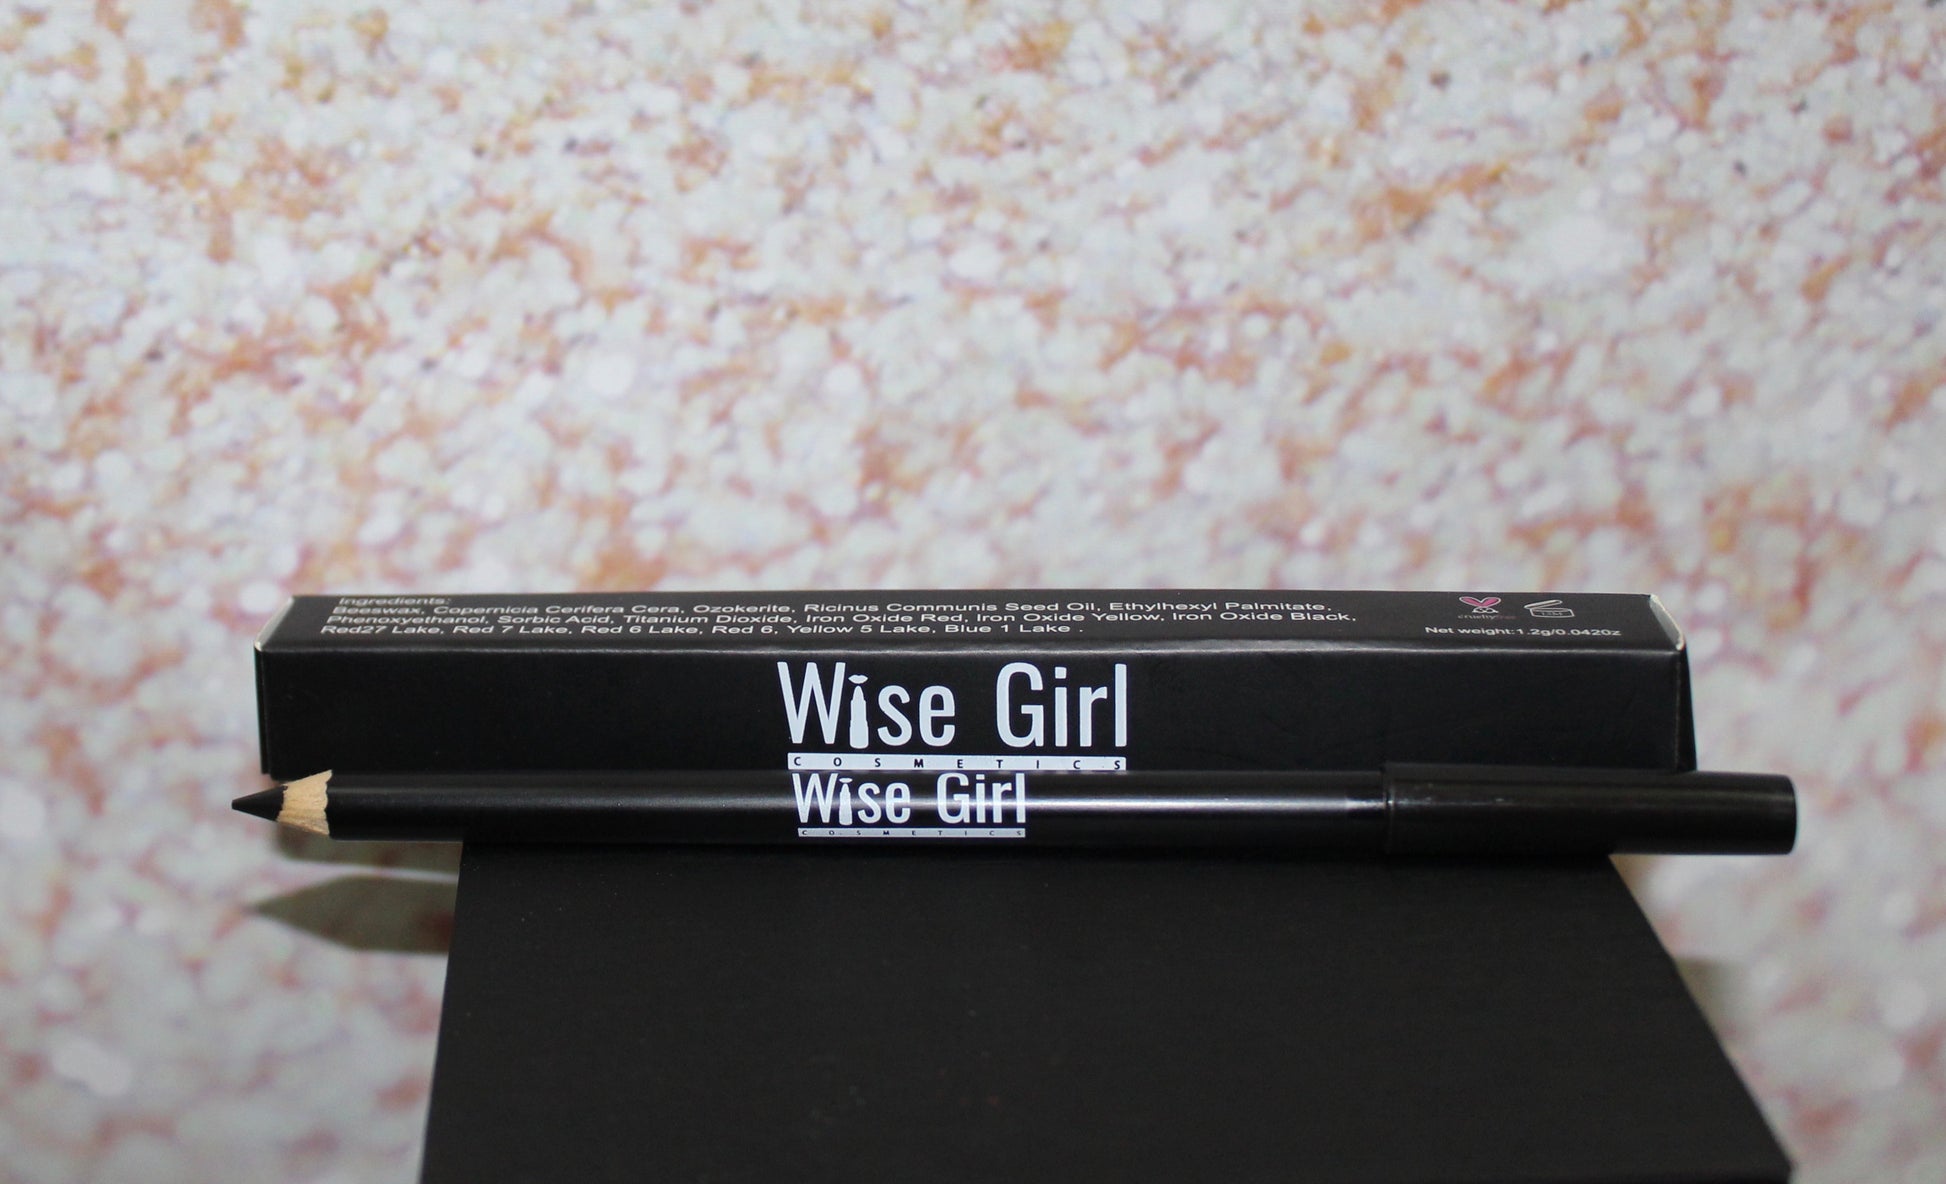 Ingredients:
Beeswax, Copernicia Cerifera Cera, Ozokerite, Ricinus Communis Seed Oil, Ethylhexyl Palmitate,
Phenoxyethanol, Sorbic Acid, Titanium Dioxide, Iron Oxide Red, Iron Oxide Yellow, Iron Oxide Black,
Red27 Lake, Red 7 Lake, Red 6 Lake, Red 6, Yellow 5 Lake, Blue 1 Lake .
Net weight:1.2g/0.042oz
Wise Girl
COSMETICS
Wise Girl
COSMETICS